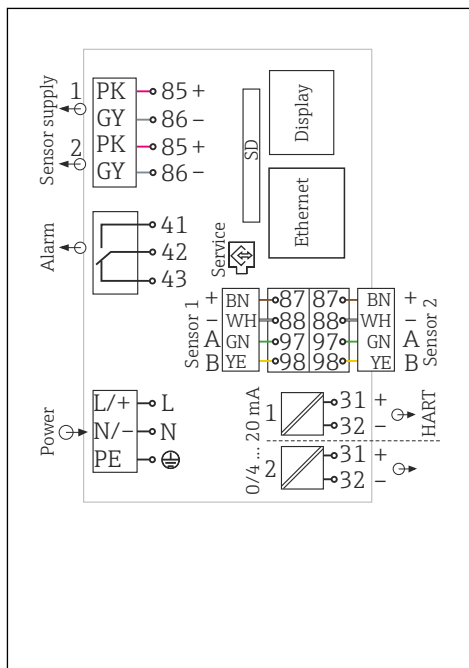 Sensor supply
1 PK 85 +
GY 86 −
2 PK 85 +
GY 86 −
Display
SD
Ethernet
Service
Alarm
41
42
43
Sensor 1
+ BN 87 87 BN +
− WH 88 88 WH −
A GN 97 97 GN A
B YE 98 98 YE B
Sensor 2
Power
L/+ L
N/− N
PE
0/4 ... 20 mA
1 31 +
32 −
HART
2 31 +
32 −